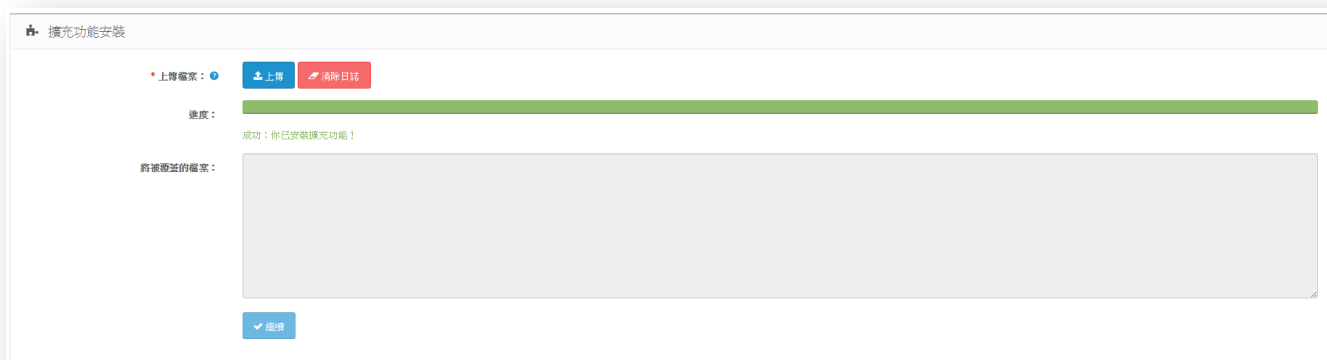 擴充功能安裝
* 上傳檔案：
上傳 清除日誌
進度：
成功：你已安裝擴充功能！
將被覆蓋的檔案：
繼續